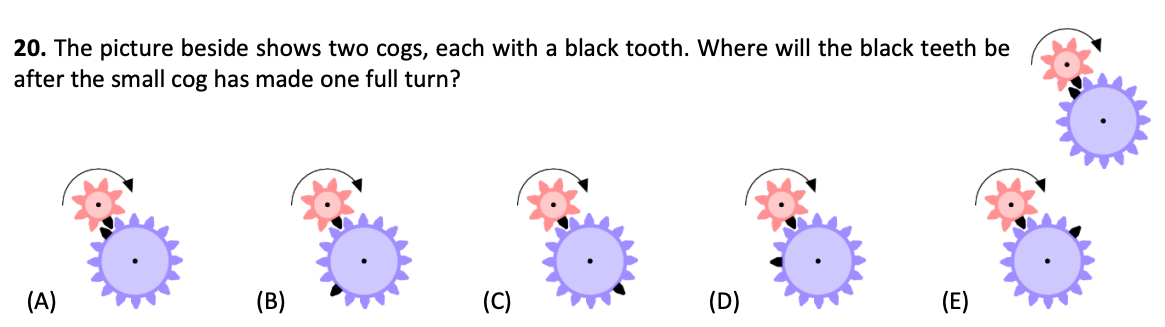 20. The picture beside shows two cogs, each with a black tooth. Where will the black teeth be
after the small cog has made one full turn?
(A) (B) (C) (D) (E)